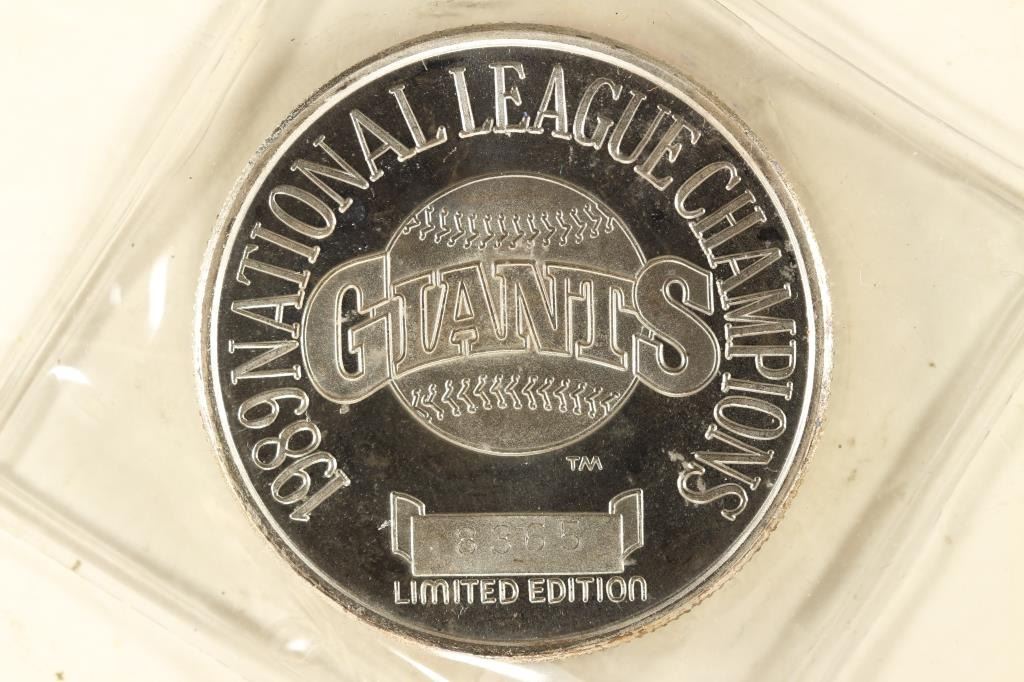 1989 NATIONAL LEAGUE CHAMPIONS
GIANTS
TM
8365
LIMITED EDITION